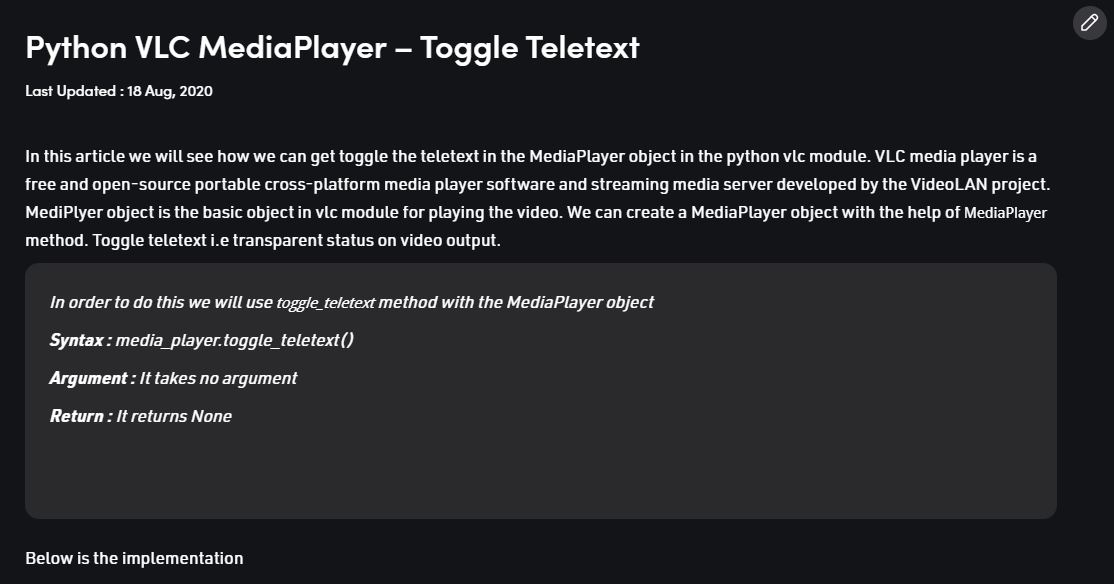 Python VLC MediaPlayer – Toggle Teletext
Last Updated : 18 Aug, 2020
In this article we will see how we can get toggle the teletext in the MediaPlayer object in the python vlc module. VLC media player is a
free and open-source portable cross-platform media player software and streaming media server developed by the VideoLAN project.
MediPlyer object is the basic object in vlc module for playing the video. We can create a MediaPlayer object with the help of MediaPlayer
method. Toggle teletext i.e transparent status on video output.
In order to do this we will use toggle_teletext method with the MediaPlayer object
Syntax : media_player.toggle_teletext()
Argument : It takes no argument
Return : It returns None
Below is the implementation